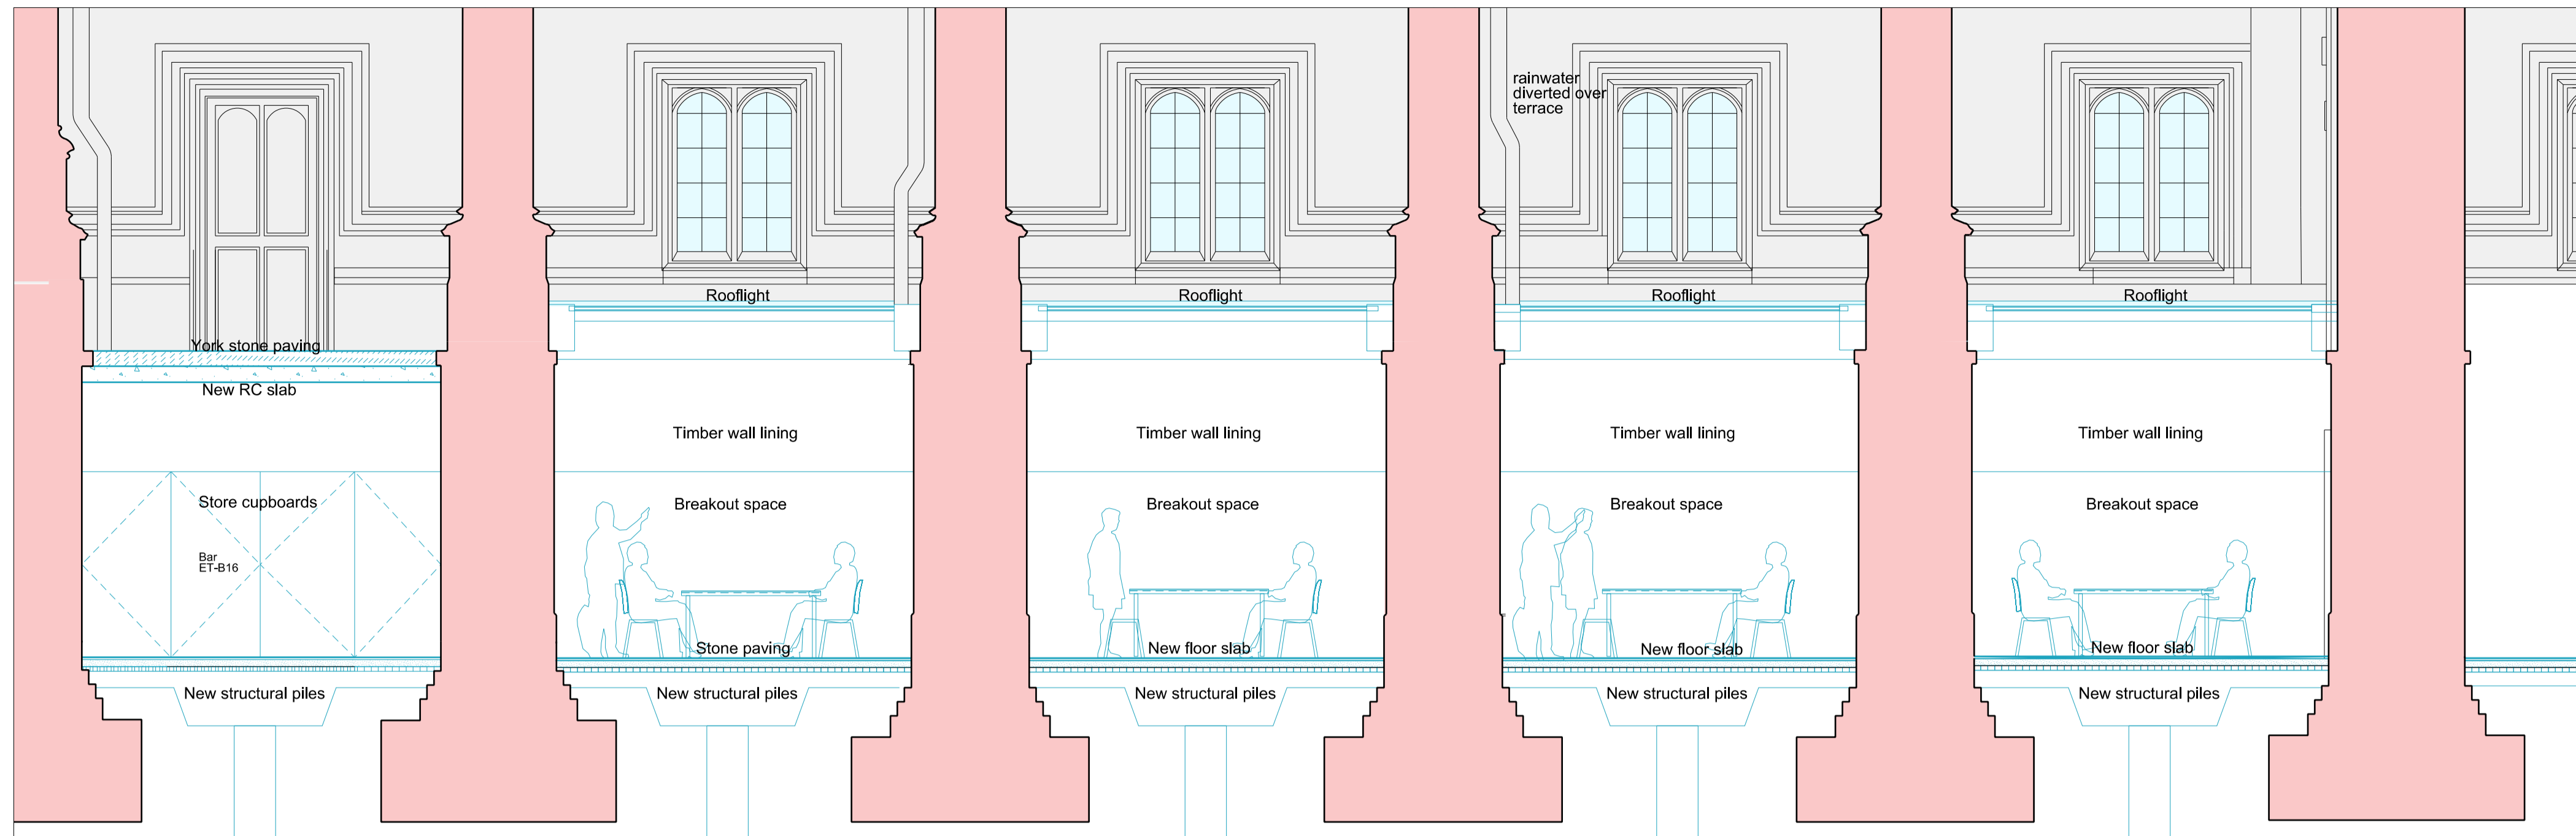 rainwater
diverted over
terrace
Rooflight
Rooflight
Rooflight
Rooflight
York stone paving
New RC slab
Timber wall lining
Timber wall lining
Timber wall lining
Timber wall lining
Store cupboards
Breakout space
Breakout space
Breakout space
Breakout space
Bar
ET-B16
Stone paving
New floor slab
New floor slab
New floor slab
New structural piles
New structural piles
New structural piles
New structural piles
New structural piles